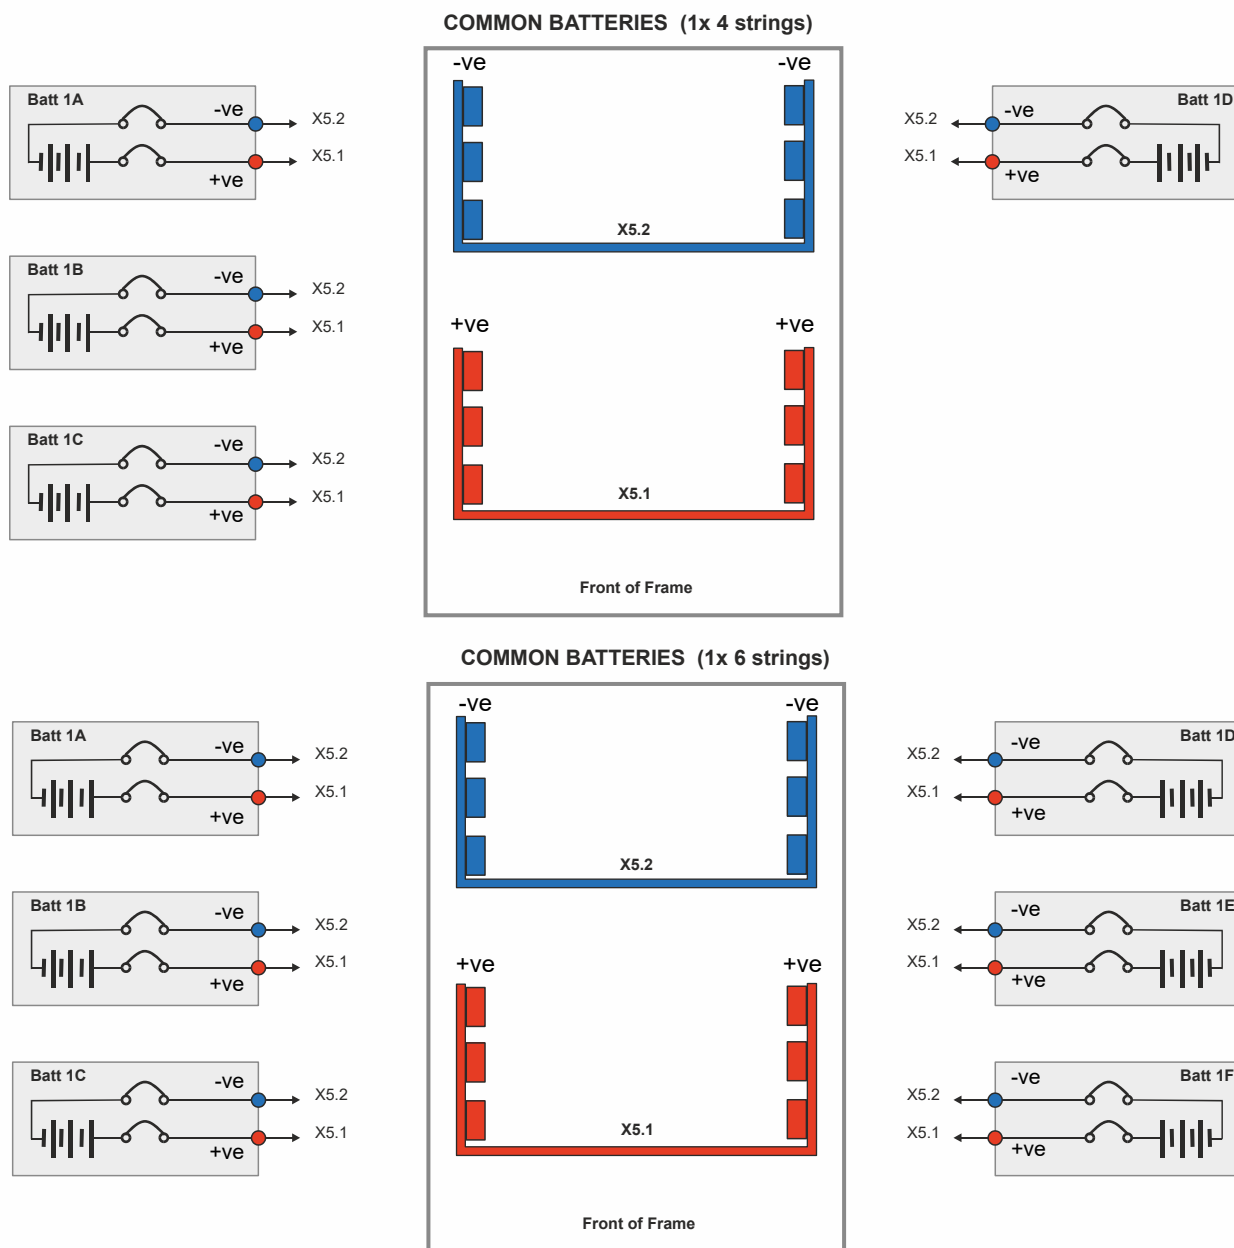 COMMON BATTERIES (1x 4 strings)
-ve
-ve
Batt 1A
-ve
X5.2
X5.1
+ve
X5.2
-ve
Batt 1D
X5.1
+ve
X5.2
Batt 1B
-ve
X5.2
X5.1
+ve
+ve
+ve
Batt 1C
-ve
X5.2
X5.1
+ve
X5.1
Front of Frame
COMMON BATTERIES (1x 6 strings)
-ve
-ve
Batt 1A
-ve
X5.2
X5.1
+ve
X5.2
-ve
Batt 1D
X5.1
+ve
X5.2
Batt 1B
-ve
X5.2
X5.1
+ve
X5.2
-ve
Batt 1E
X5.1
+ve
+ve
+ve
Batt 1C
-ve
X5.2
X5.1
+ve
X5.1
X5.2
-ve
Batt 1F
X5.1
+ve
Front of Frame